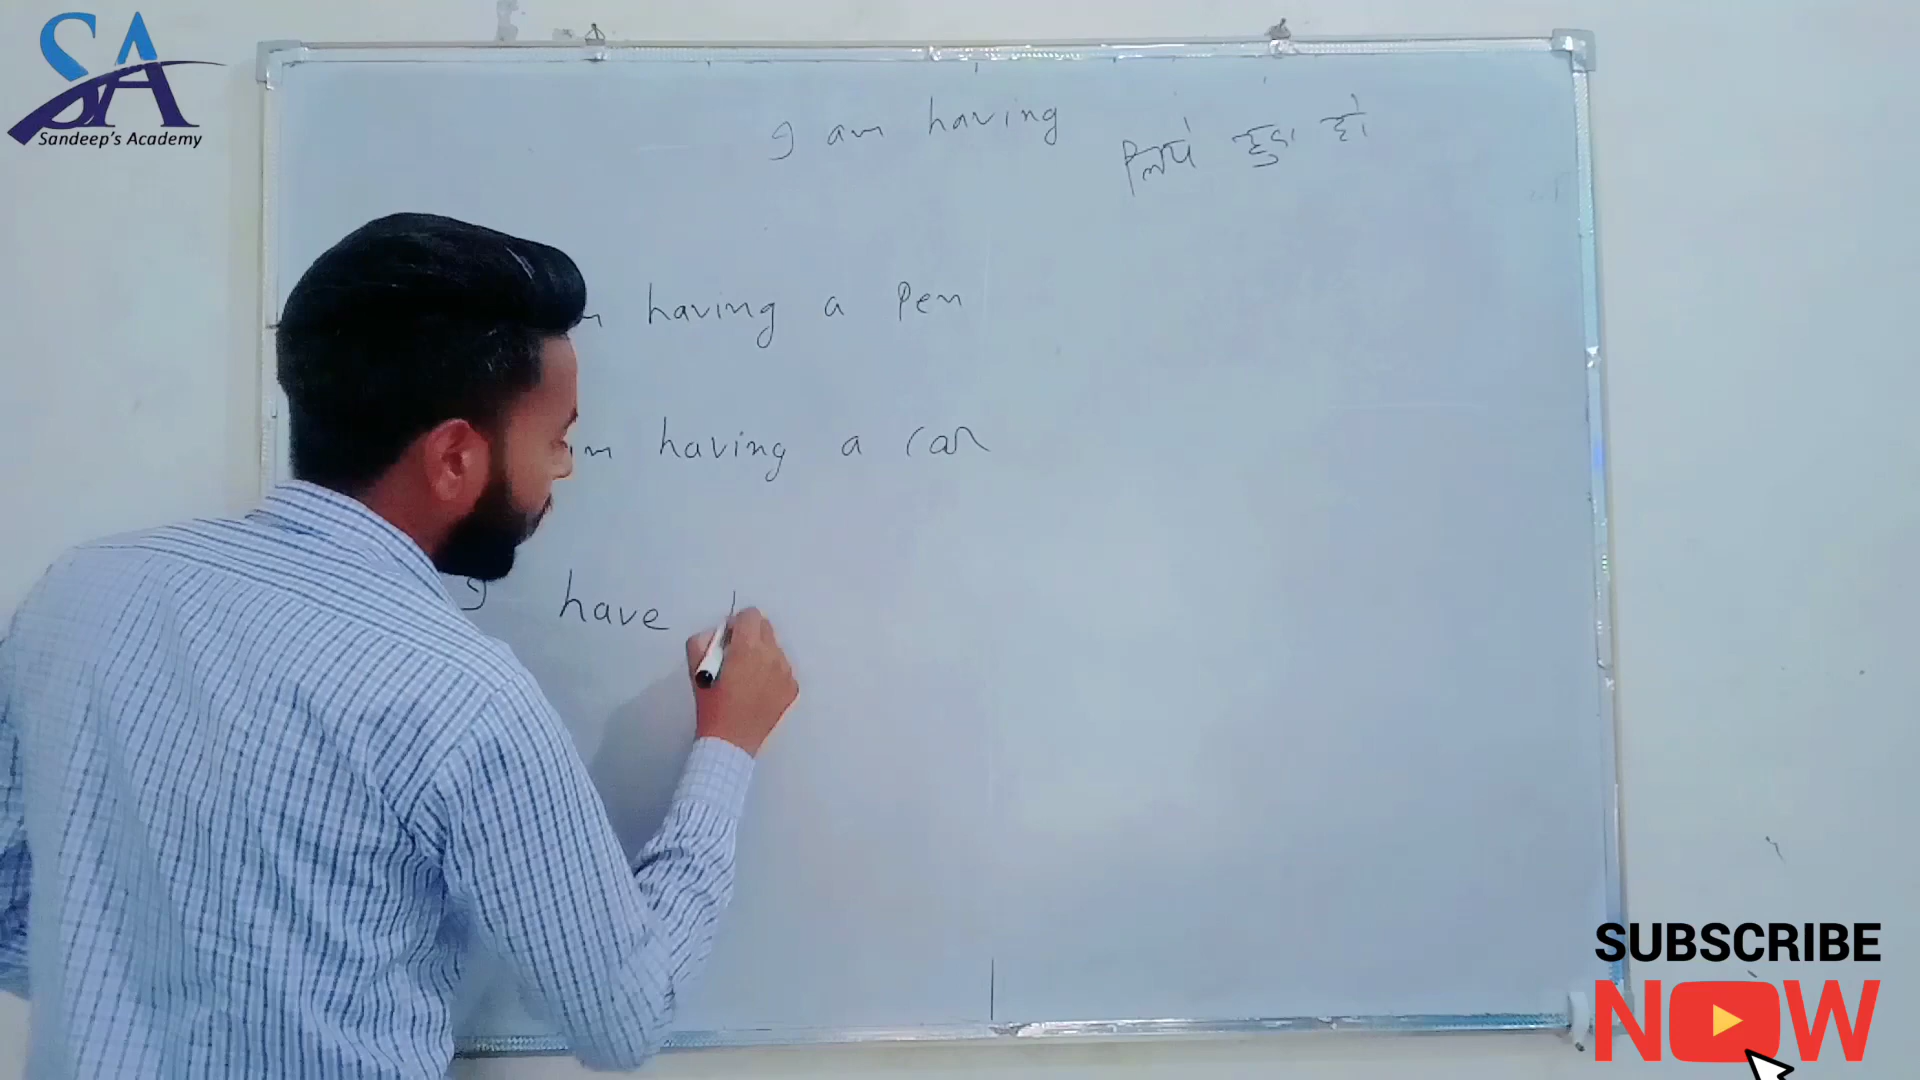 SA
Sandeep's Academy
I am having
लिये हुआ हो
having a Pen
having a car
I have
SUBSCRIBE
NOW